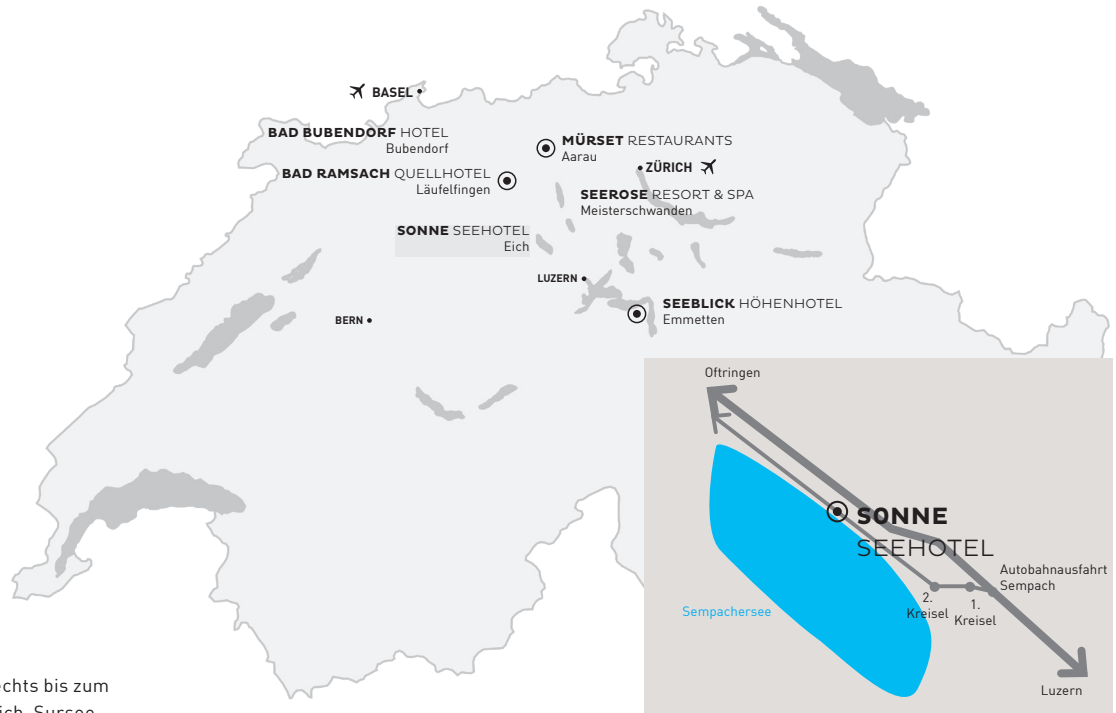 BASEL
BAD BUBENDORF HOTEL
Bubendorf
MÜRSET RESTAURANTS
Aarau
BAD RAMSACH QUELLHOTEL
Läufelfingen
ZÜRICH
SEEROSE RESORT & SPA
Meisterschwanden
SONNE SEEHOTEL
Eich
LUZERN
SEEBLICK HÖHENHOTEL
Emmetten
BERN
Oftringen
SONNE
SEEHOTEL
Autobahnausfahrt
Sempach
2.
Kreisel
1.
Kreisel
Sempachersee
Luzern
echts bis zum
ich, Sursee